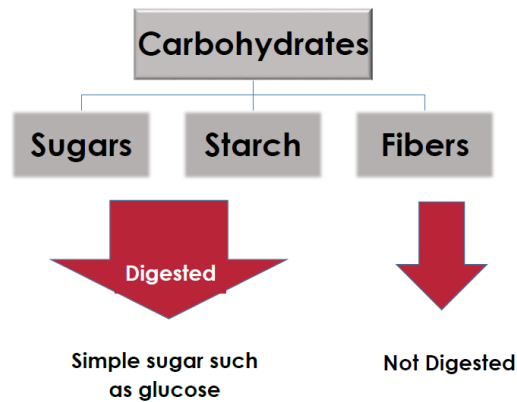 Carbohydrates
Sugars
Starch
Fibers
Digested
Simple sugar such
as glucose
Not Digested